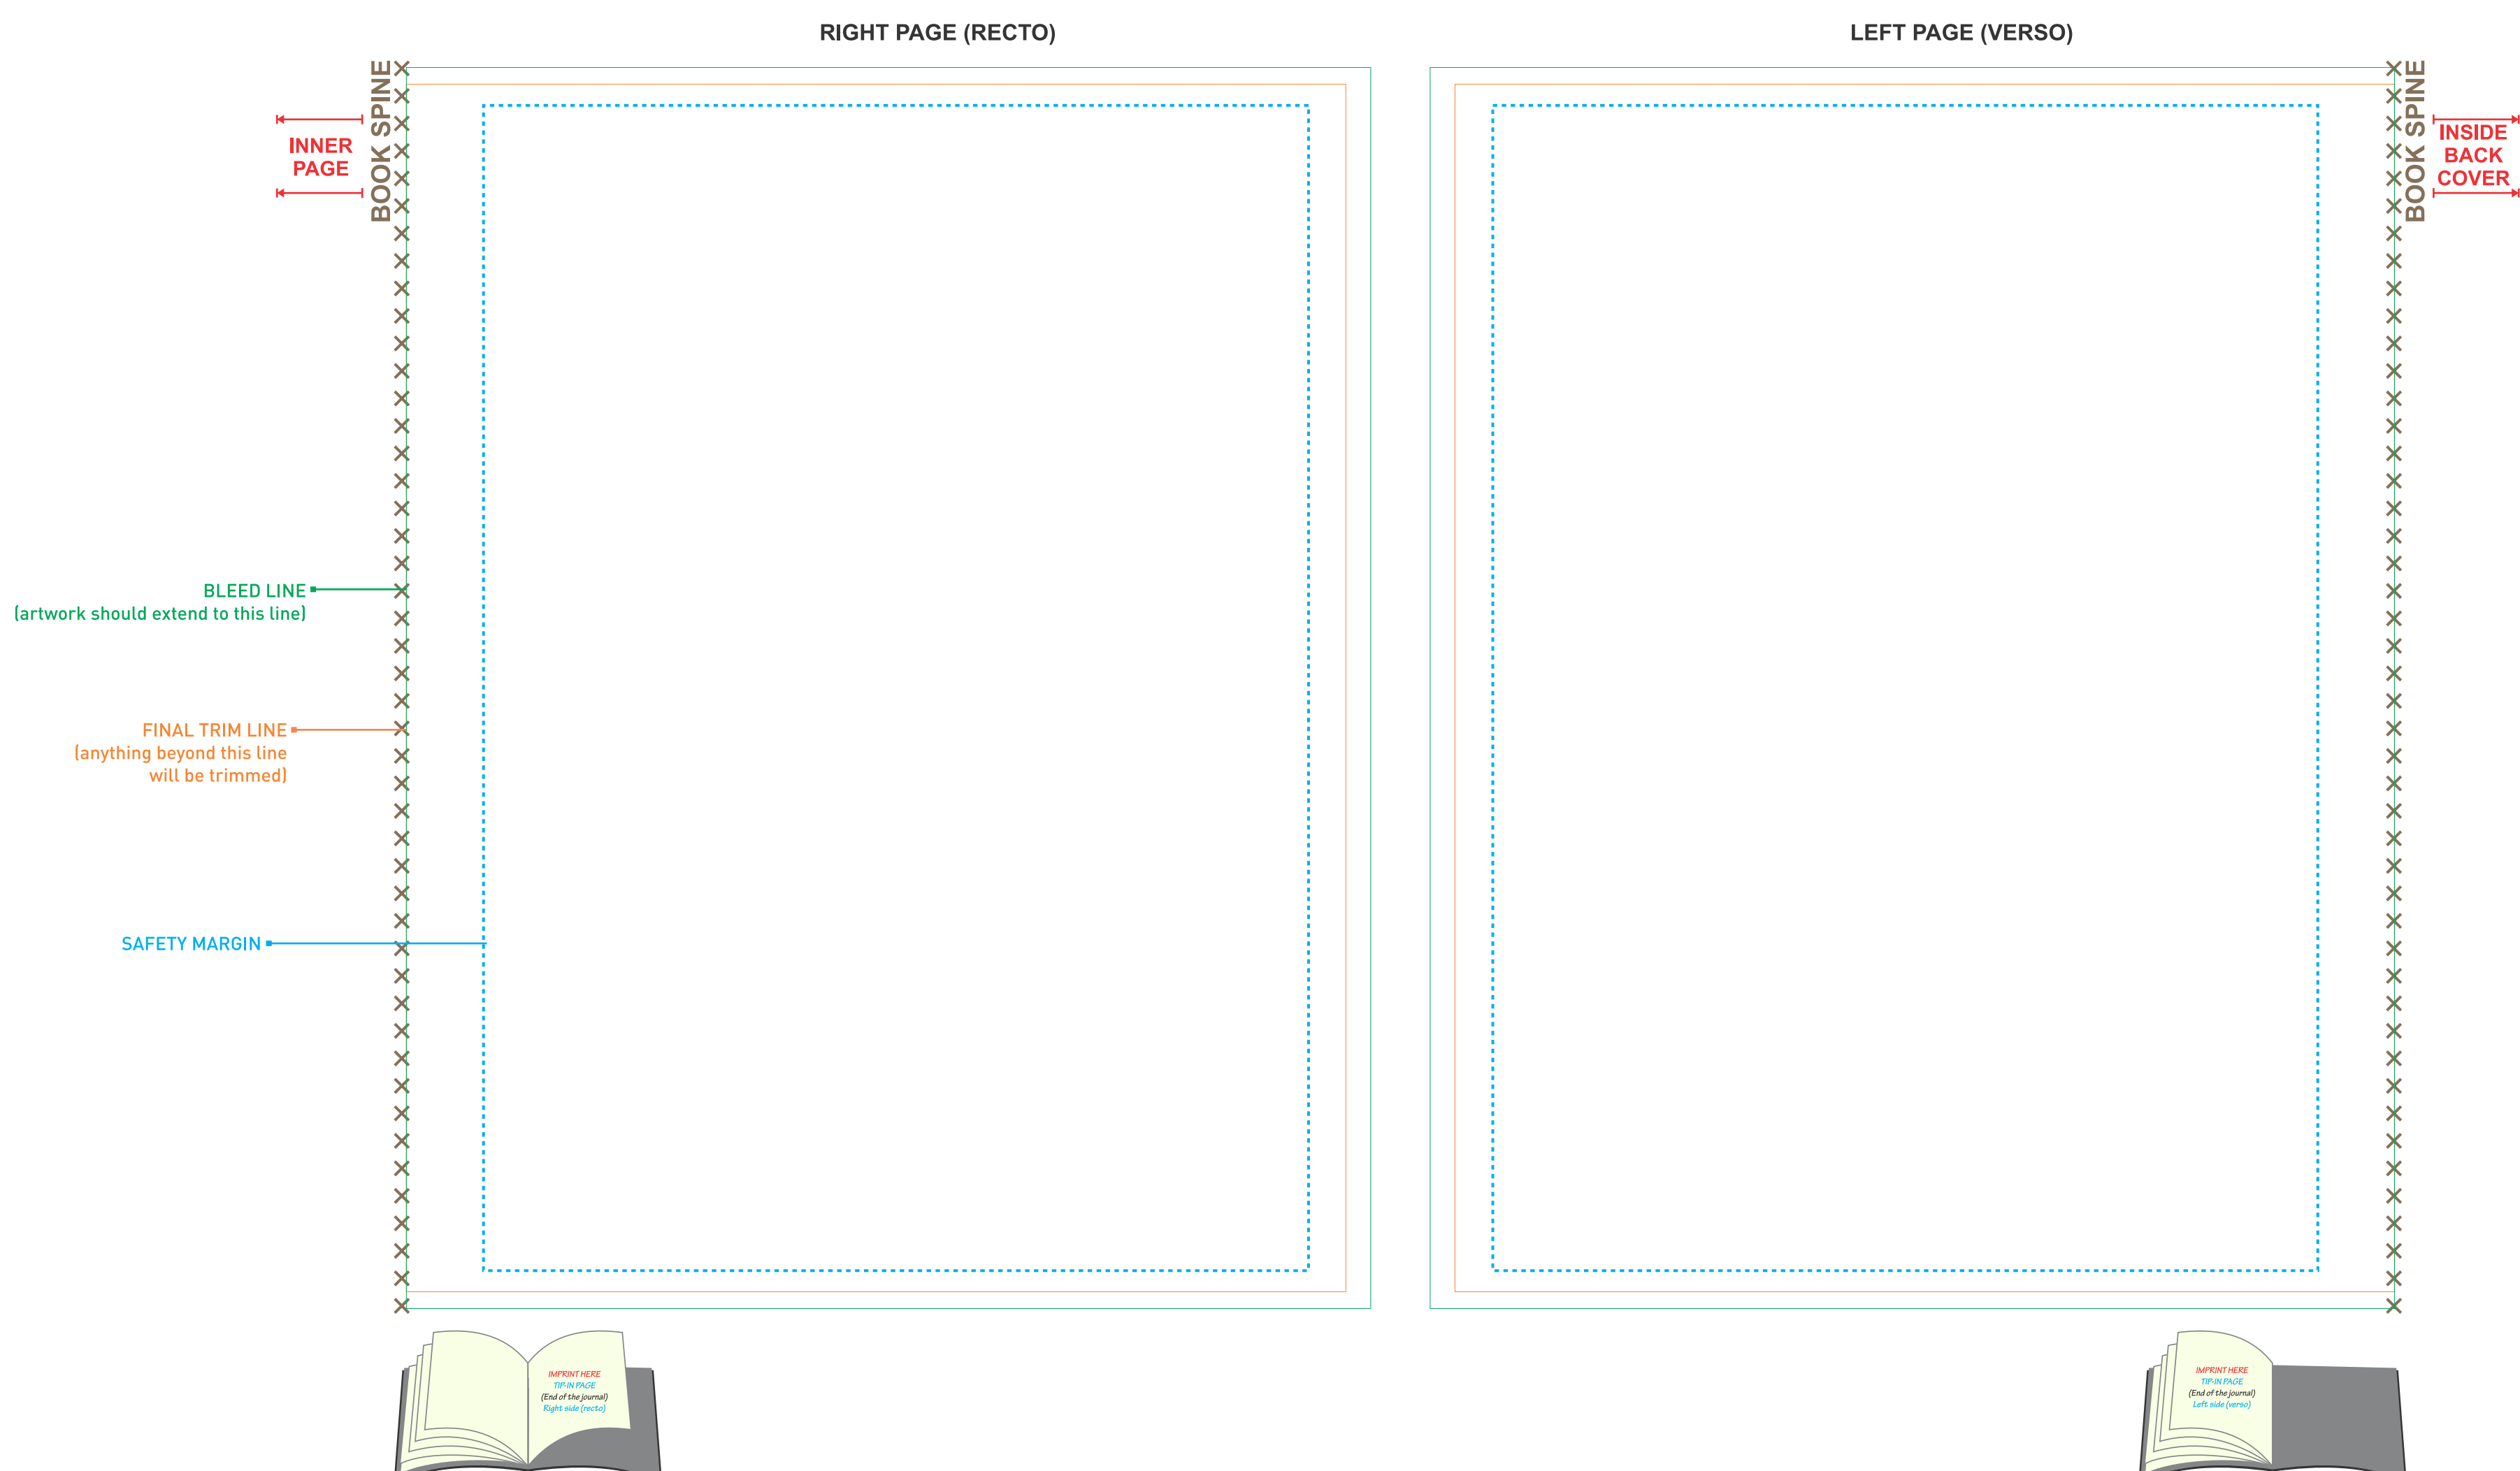 RIGHT PAGE (RECTO)
LEFT PAGE (VERSO)
BOOK SPINE
INNER
PAGE
BOOK SPINE
INSIDE
BACK
COVER
BLEED LINE
(artwork should extend to this line)
FINAL TRIM LINE
(anything beyond this line
will be trimmed)
SAFETY MARGIN
IMPRINT HERE
TIP-IN PAGE
(End of the journal)
Right side (recto)
IMPRINT HERE
TIP-IN PAGE
(End of the journal)
Left side (verso)